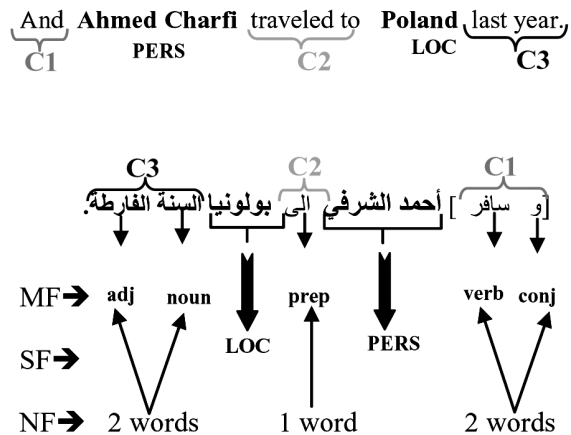 And Ahmed Charfi traveled to Poland last year.
C1 PERS C2 LOC C3
C3 C2 C1
[و سافر ] أحمد الشرفي الى بولونيا السنة الفارطة.
MF→ adj noun prep verb conj
LOC PERS
SF→
NF→ 2 words 1 word 2 words